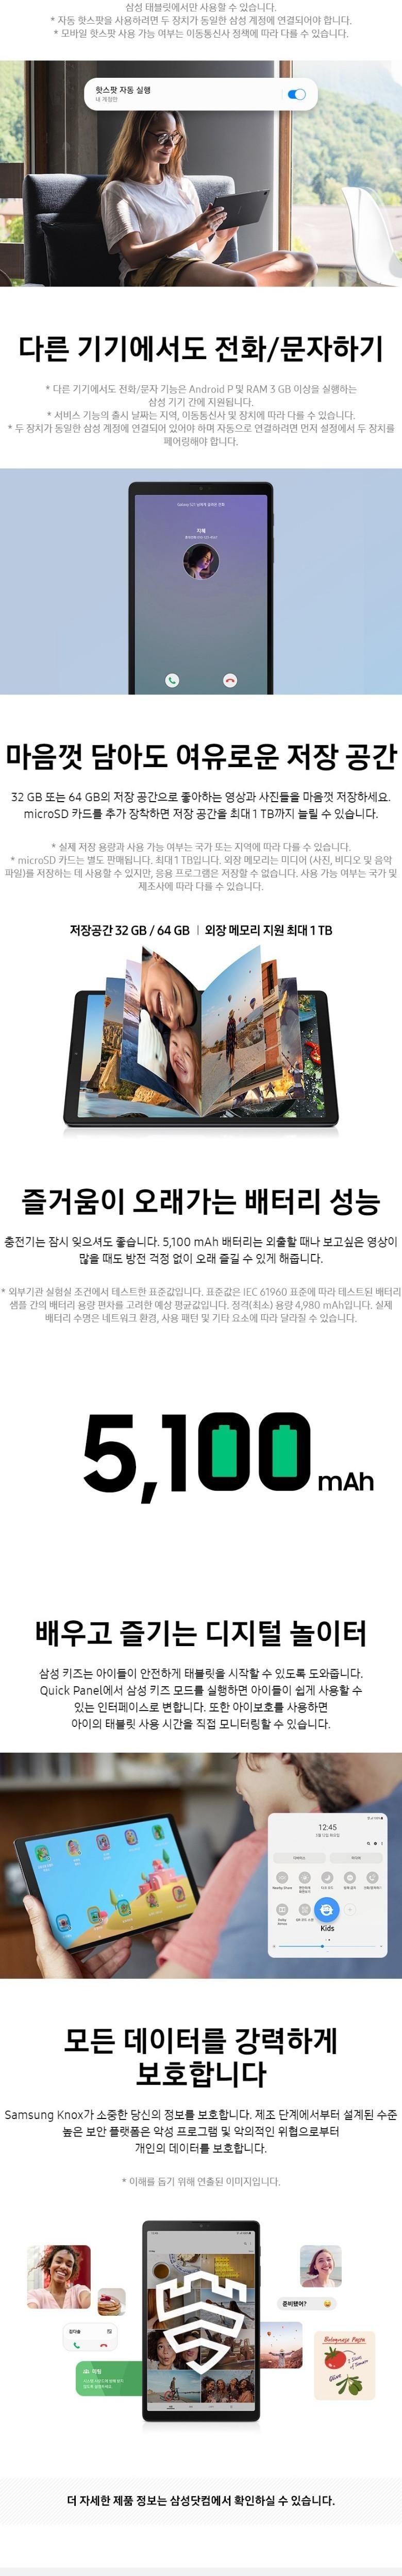 삼성 태블릿에서만 사용할 수 있습니다.
* 자동 핫스팟을 사용하려면 두 장치가 동일한 삼성 계정에 연결되어야 합니다.
* 모바일 핫스팟 사용 가능 여부는 이동통신사 정책에 따라 다를 수 있습니다.
핫스팟 자동 실행
내 계정만
다른 기기에서도 전화/문자하기
* 다른 기기에서도 전화/문자 기능은 Android P 및 RAM 3 GB 이상을 실행하는
삼성 기기 간에 지원됩니다.
* 서비스 기능의 출시 날짜는 지역, 이동통신사 및 장치에 따라 다를 수 있습니다.
* 두 장치가 동일한 삼성 계정에 연결되어 있어야 하며 자동으로 연결하려면 먼저 설정에서 두 장치를
페어링해야 합니다.
지혜
마음껏 담아도 여유로운 저장 공간
32 GB 또는 64 GB의 저장 공간으로 좋아하는 영상과 사진들을 마음껏 저장하세요.
microSD 카드를 추가 장착하면 저장 공간을 최대 1 TB까지 늘릴 수 있습니다.
* 실제 저장 용량과 사용 가능 여부는 국가 또는 지역에 따라 다를 수 있습니다.
* microSD 카드는 별도 판매됩니다. 최대 1 TB입니다. 외장 메모리는 미디어 (사진, 비디오 및 음악
파일)를 저장하는 데 사용할 수 있지만, 응용 프로그램은 저장할 수 없습니다. 사용 가능 여부는 국가 및
제조사에 따라 다를 수 있습니다.
저장공간 32 GB / 64 GB | 외장 메모리 지원 최대 1 TB
즐거움이 오래가는 배터리 성능
충전기는 잠시 잊으셔도 좋습니다. 5,100 mAh 배터리는 외출할 때나 보고싶은 영상이
많을 때도 방전 걱정 없이 오래 즐길 수 있게 해줍니다.
* 외부기관 실험실 조건에서 테스트한 표준값입니다. 표준값은 IEC 61960 표준에 따라 테스트된 배터리
샘플 간의 배터리 용량 편차를 고려한 예상 평균값입니다. 정격(최소) 용량 4,980 mAh입니다. 실제
배터리 수명은 네트워크 환경, 사용 패턴 및 기타 요소에 따라 달라질 수 있습니다.
5,100 mAh
배우고 즐기는 디지털 놀이터
삼성 키즈는 아이들이 안전하게 태블릿을 시작할 수 있도록 도와줍니다.
Quick Panel에서 삼성 키즈 모드를 실행하면 아이들이 쉽게 사용할 수
있는 인터페이스로 변합니다. 또한 아이보호를 사용하면
아이의 태블릿 사용 시간을 직접 모니터링할 수 있습니다.
12:45
Nearby Share
Dolby
Atmos
Kids
모든 데이터를 강력하게
보호합니다
Samsung Knox가 소중한 당신의 정보를 보호합니다. 제조 단계에서부터 설계된 수준
높은 보안 플랫폼은 악성 프로그램 및 악의적인 위협으로부터
개인의 데이터를 보호합니다.
* 이해를 돕기 위해 연출된 이미지입니다.
준비됐어?
Bolognese Pasta
Olive
더 자세한 제품 정보는 삼성닷컴에서 확인하실 수 있습니다.